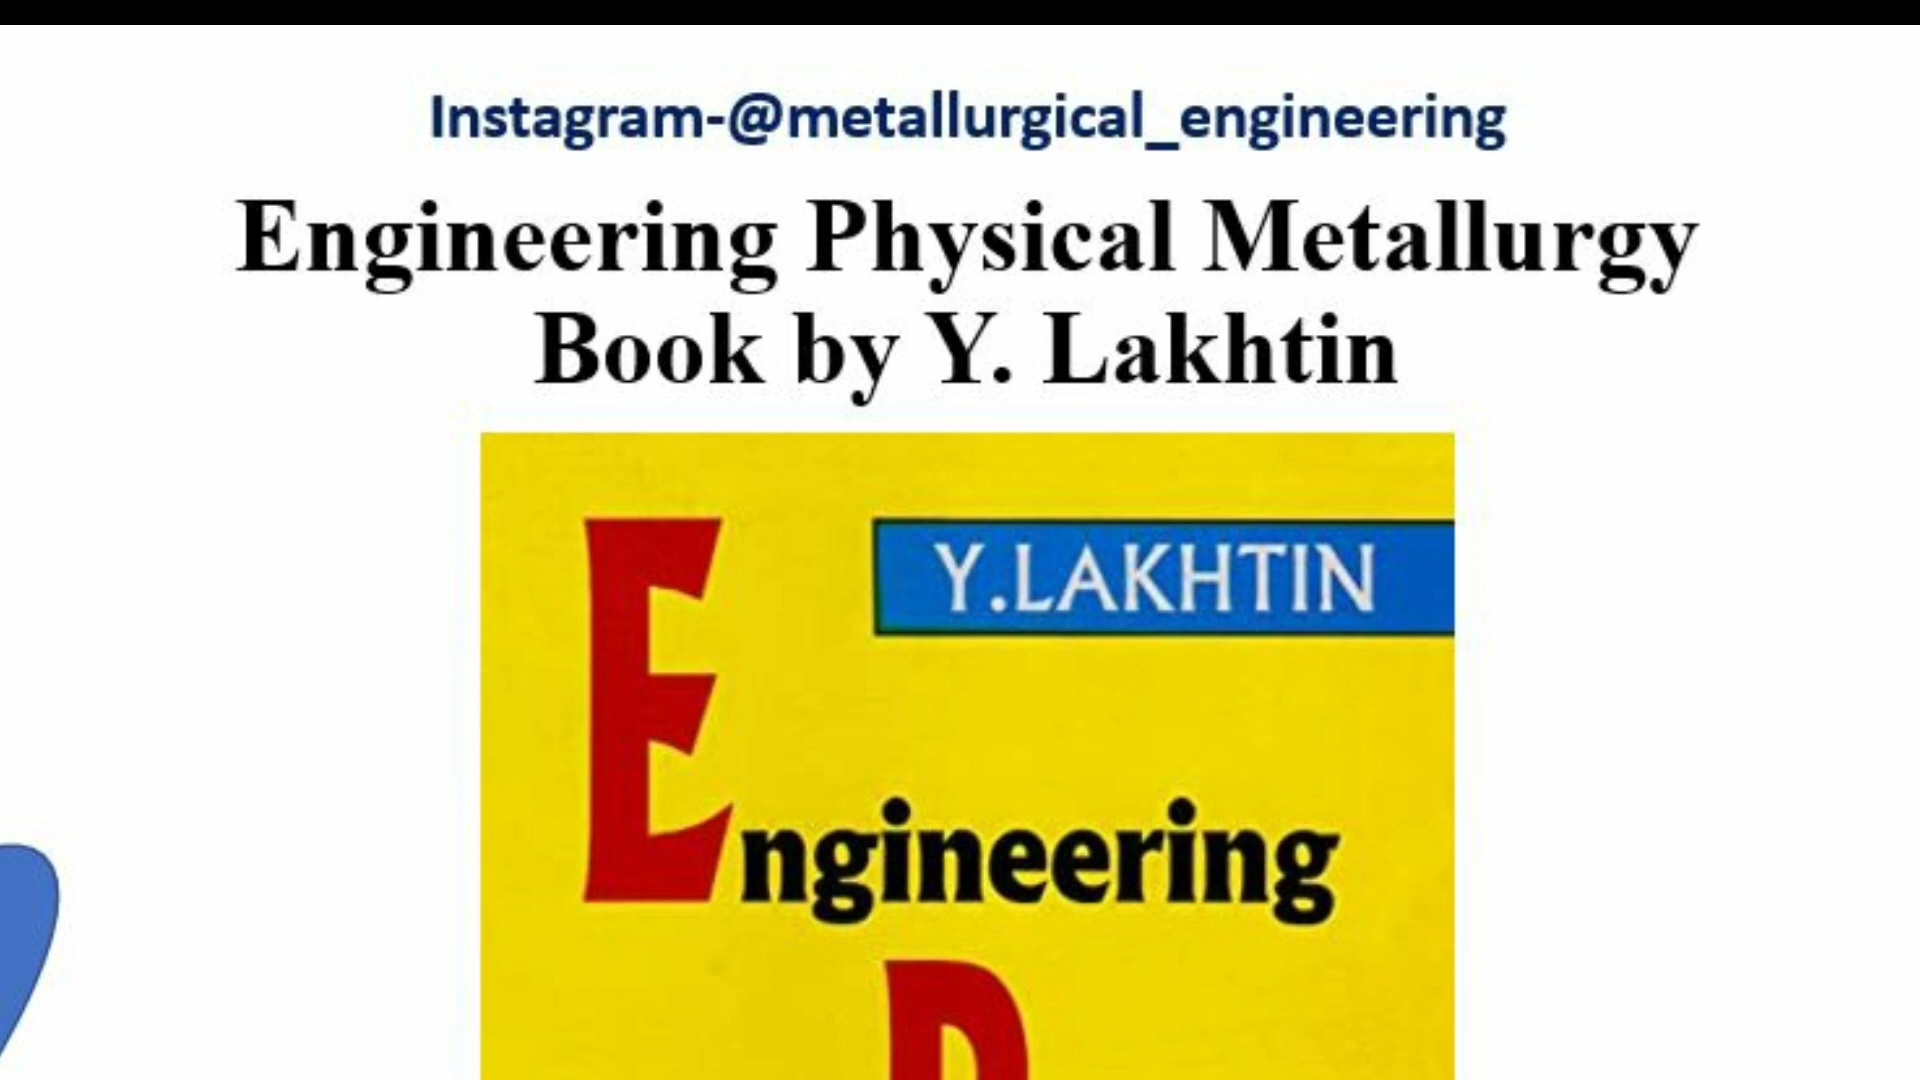 Instagram-@metallurgical_engineering
Engineering Physical Metallurgy
Book by Y. Lakhtin
Y.LAKHTIN
Engineering